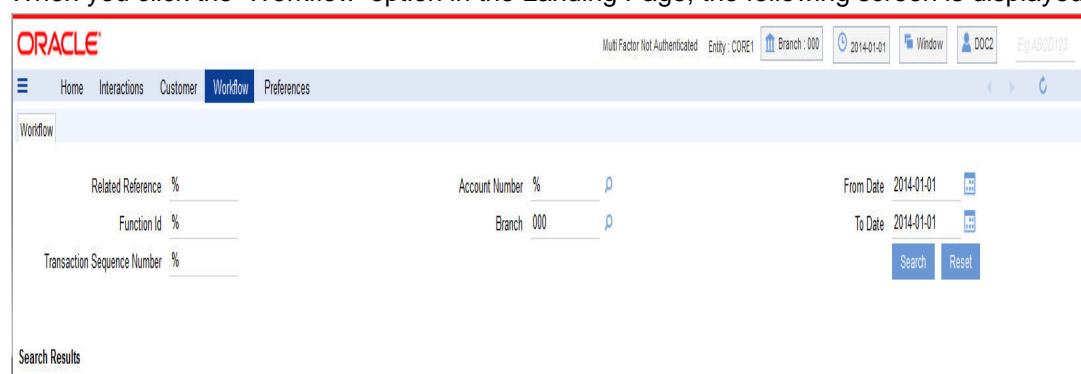 When you click the 'Workflow' option in the Landing Page, the following screen is displayed
ORACLE® Multi Factor Not Authenticated Entity : CORE1 Branch : 000 2014-01-01 Window DOC2 Eg.ABCD123
Home Interactions Customer Workflow Preferences
Workflow
Related Reference % Account Number % From Date 2014-01-01
Function Id % Branch 000 To Date 2014-01-01
Transaction Sequence Number % Search Reset
Search Results